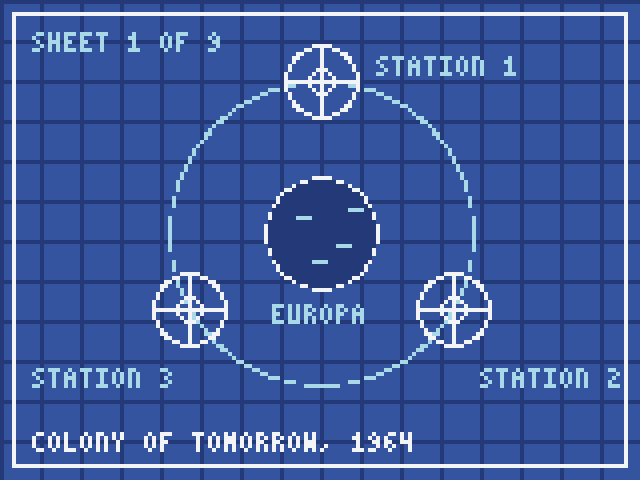 SHEET 1 OF 9
STATION 1
EUROPA
STATION 3
STATION 2
COLONY OF TOMORROW, 1964